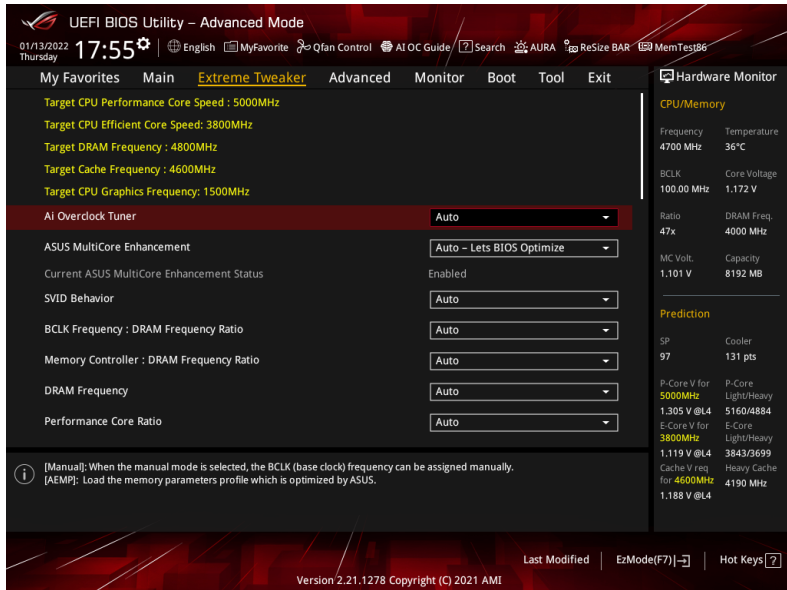 UEFI BIOS Utility – Advanced Mode
01/13/2022 Thursday 17:55 English MyFavorite Qfan Control AI OC Guide ? Search AURA ReSize BAR MemTest86
My Favorites Main Extreme Tweaker Advanced Monitor Boot Tool Exit
Target CPU Performance Core Speed : 5000MHz
Target CPU Efficient Core Speed: 3800MHz
Target DRAM Frequency : 4800MHz
Target Cache Frequency : 4600MHz
Target CPU Graphics Frequency: 1500MHz
Ai Overclock Tuner Auto
ASUS MultiCore Enhancement Auto – Lets BIOS Optimize
Current ASUS MultiCore Enhancement Status Enabled
SVID Behavior Auto
BCLK Frequency : DRAM Frequency Ratio Auto
Memory Controller : DRAM Frequency Ratio Auto
DRAM Frequency Auto
Performance Core Ratio Auto
[Manual]: When the manual mode is selected, the BCLK (base clock) frequency can be assigned manually.
[AEMP]: Load the memory parameters profile which is optimized by ASUS.
Hardware Monitor
CPU/Memory
Frequency Temperature
4700 MHz 36°C
BCLK Core Voltage
100.00 MHz 1.172 V
Ratio DRAM Freq.
47x 4000 MHz
MC Volt. Capacity
1.101 V 8192 MB
Prediction
SP Cooler
97 131 pts
P-Core V for P-Core
5000MHz Light/Heavy
1.305 V @L4 5160/4884
E-Core V for E-Core
3800MHz Light/Heavy
1.119 V @L4 3843/3699
Cache V req Heavy Cache
for 4600MHz 4190 MHz
1.188 V @L4
Last Modified EzMode(F7) Hot Keys ?
Version 2.21.1278 Copyright (C) 2021 AMI